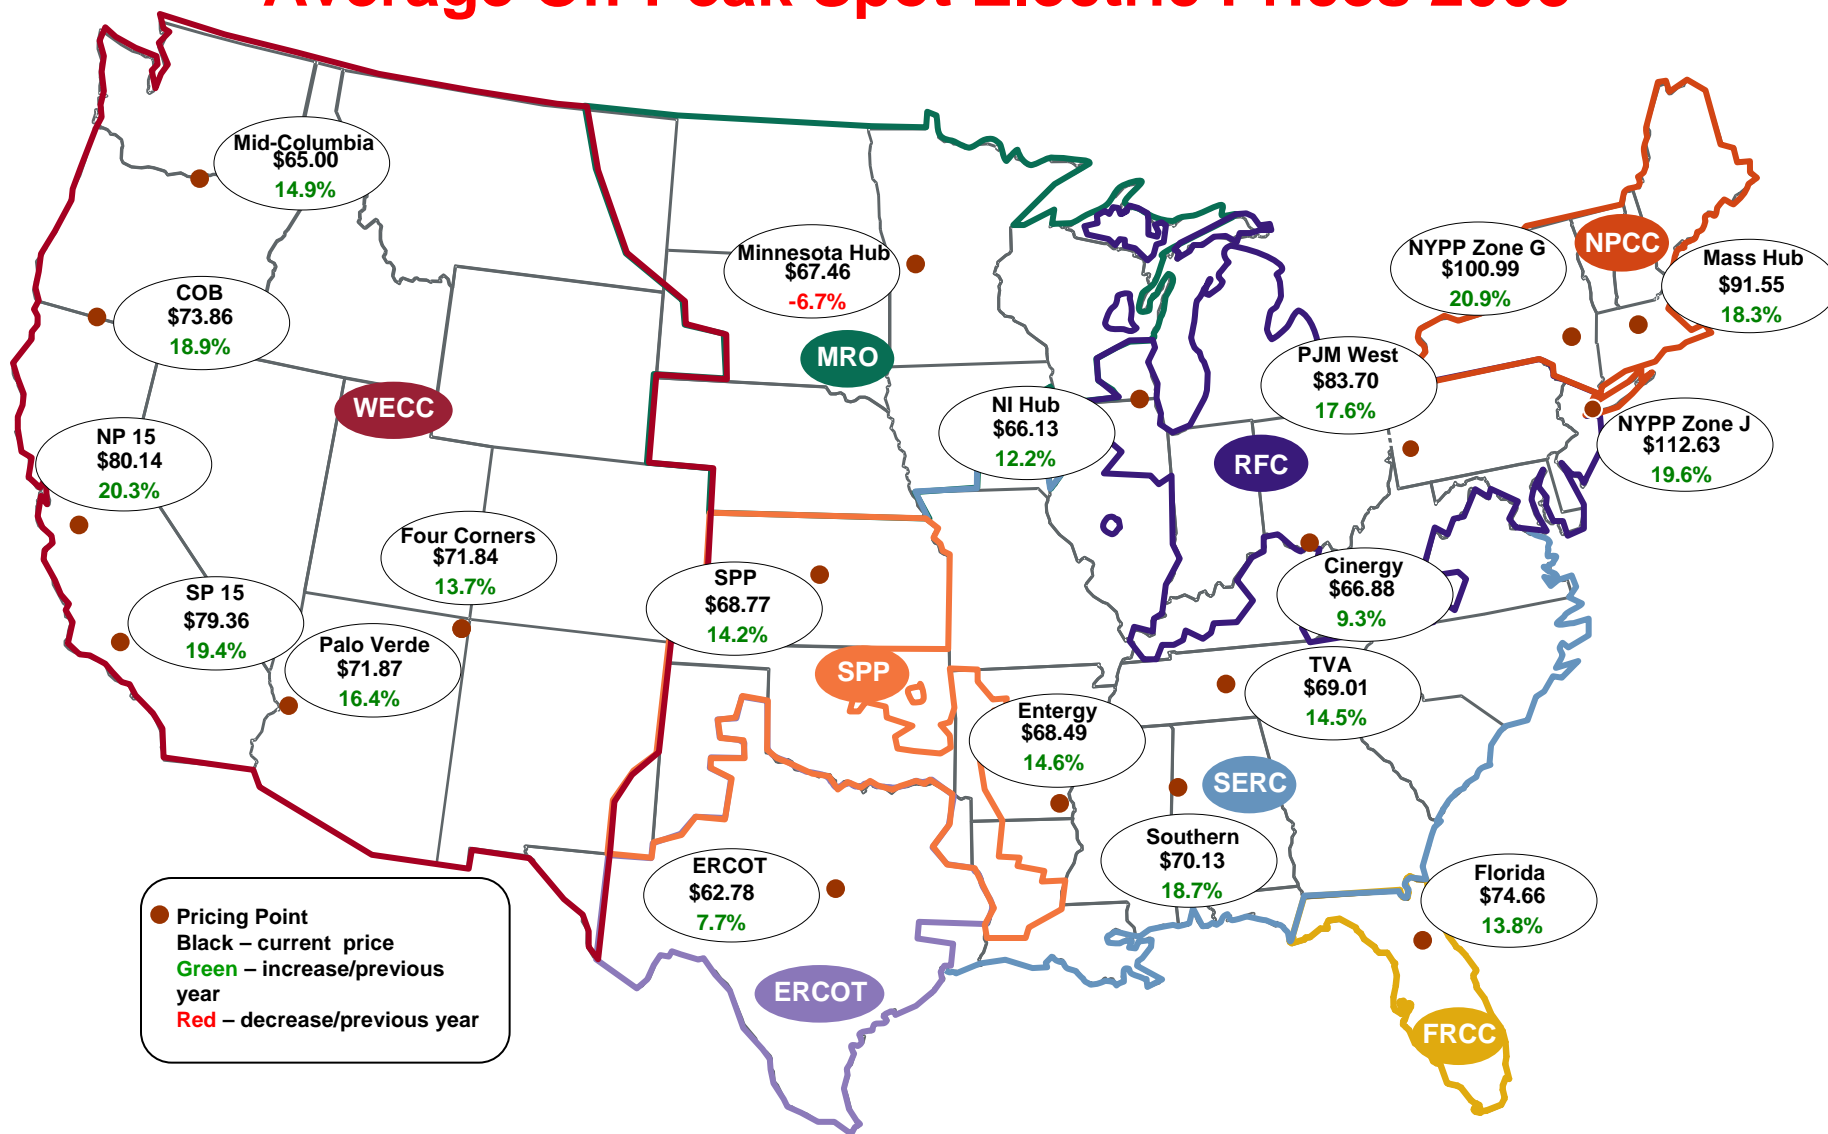 Average On Peak Spot Electric Prices
Mid-Columbia
$65.00
14.9%
COB
$73.86
18.9%
NP 15
$80.14
20.3%
SP 15
$79.36
19.4%
Four Corners
$71.84
13.7%
Palo Verde
$71.87
16.4%
WECC
Minnesota Hub
$67.46
-6.7%
MRO
NI Hub
$66.13
12.2%
SPP
$68.77
14.2%
SPP
ERCOT
$62.78
7.7%
ERCOT
Entergy
$68.49
14.6%
Southern
$70.13
18.7%
SERC
TVA
$69.01
14.5%
Cinergy
$66.88
9.3%
RFC
PJM West
$83.70
17.6%
NYPP Zone G
$100.99
20.9%
NPCC
Mass Hub
$91.55
18.3%
NYPP Zone J
$112.63
19.6%
Florida
$74.66
13.8%
FRCC
Pricing Point
Black – current price
Green – increase/previous
year
Red – decrease/previous year